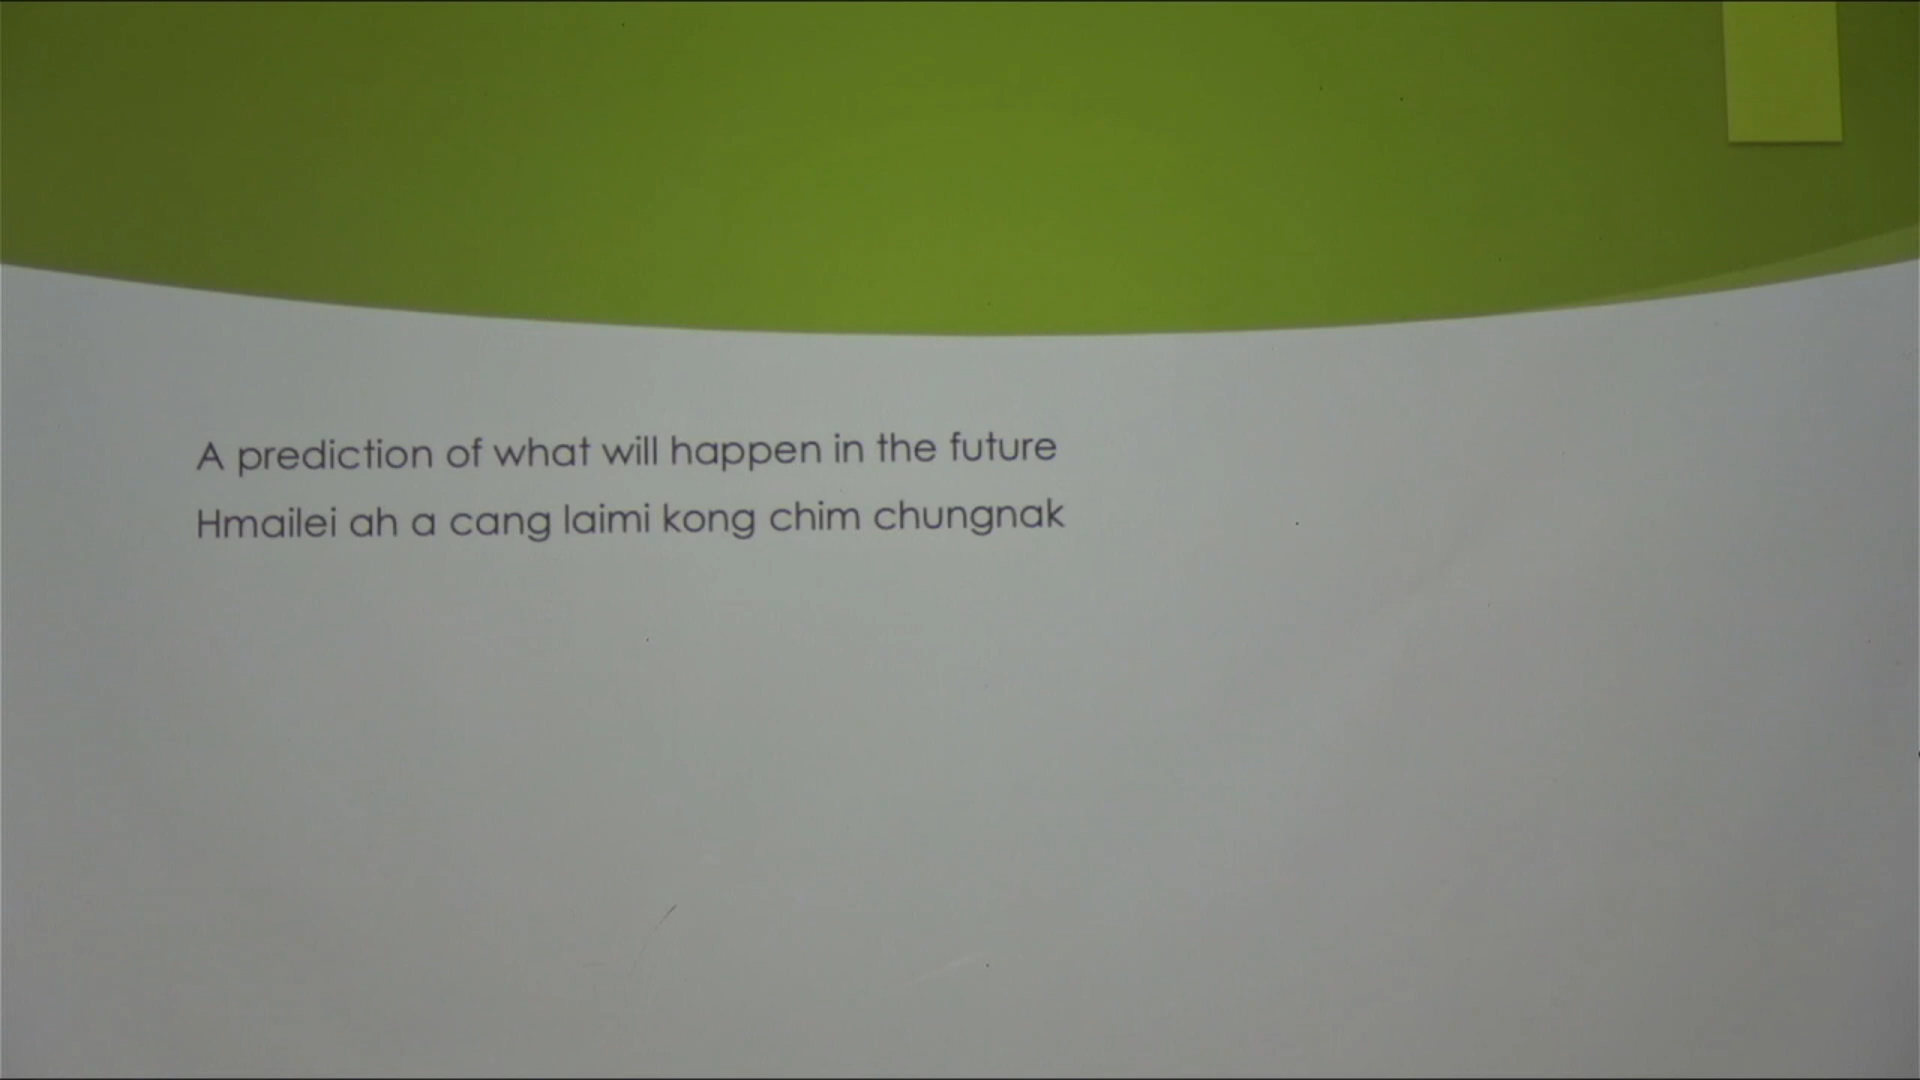 A prediction of what will happen in the future
Hmailei ah a cang laimi kong chim chungnak